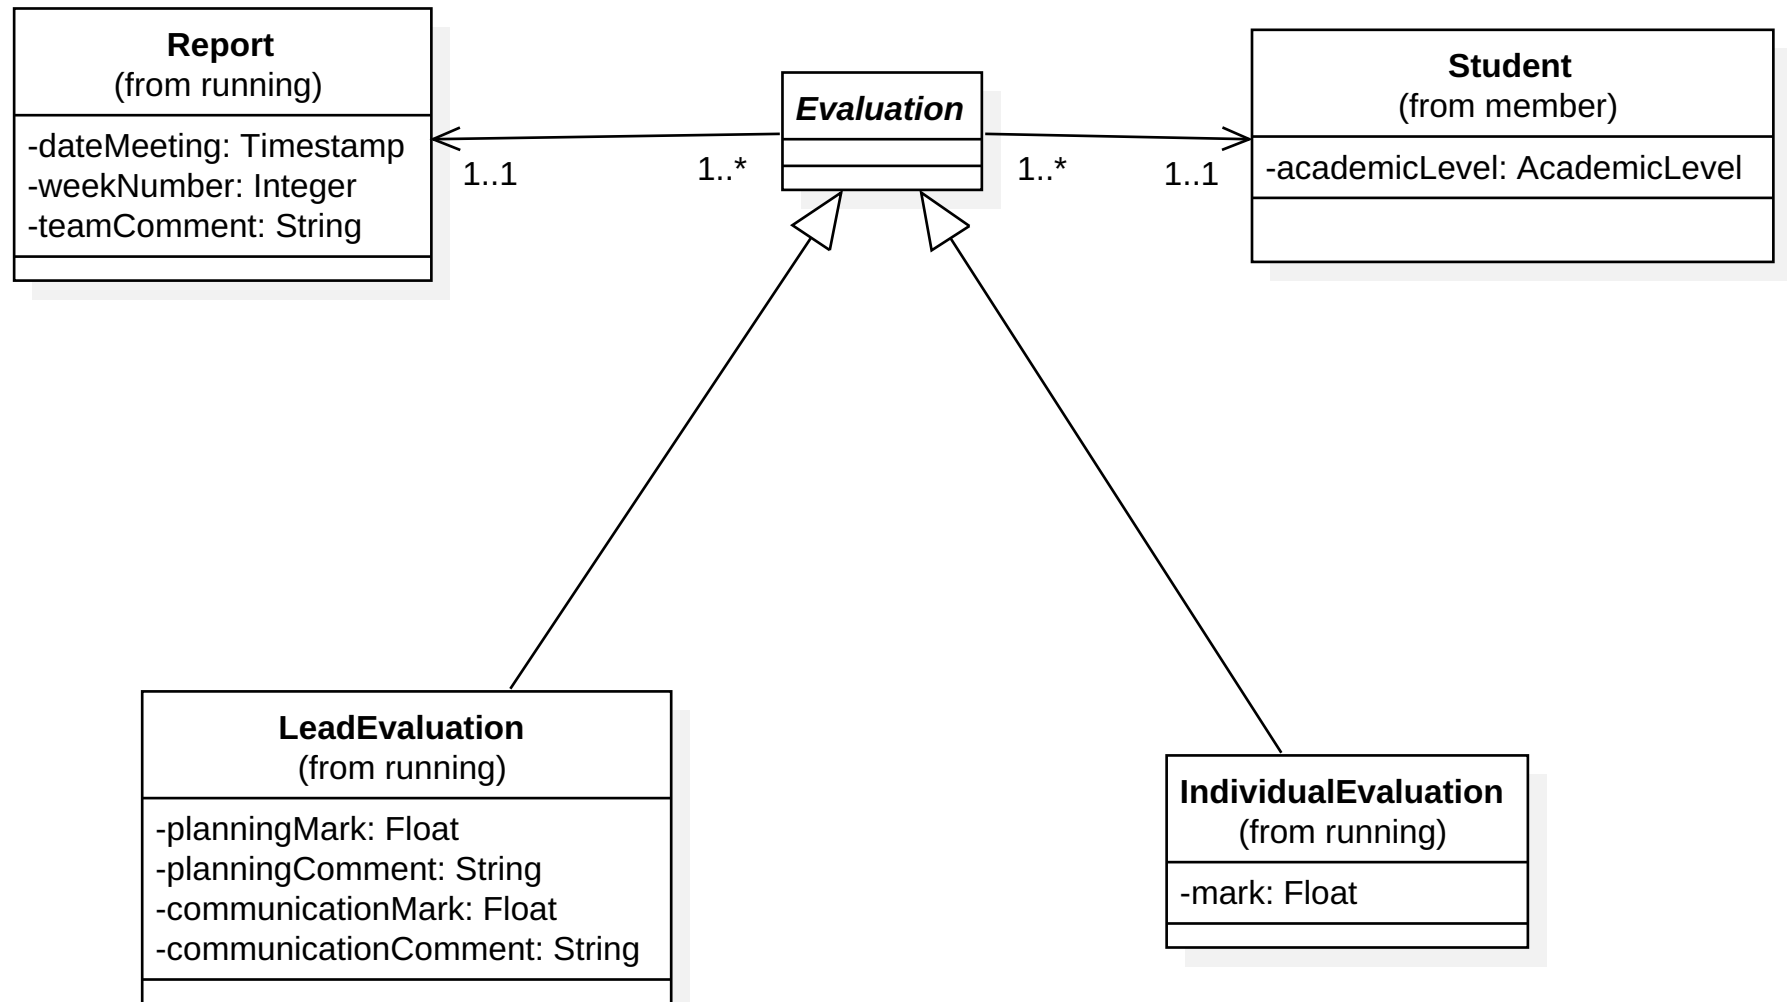 Report
(from running)
-dateMeeting: Timestamp
-weekNumber: Integer
-teamComment: String
1..1
1..*
Evaluation
1..*
1..1
Student
(from member)
-academicLevel: AcademicLevel
LeadEvaluation
(from running)
-planningMark: Float
-planningComment: String
-communicationMark: Float
-communicationComment: String
IndividualEvaluation
(from running)
-mark: Float